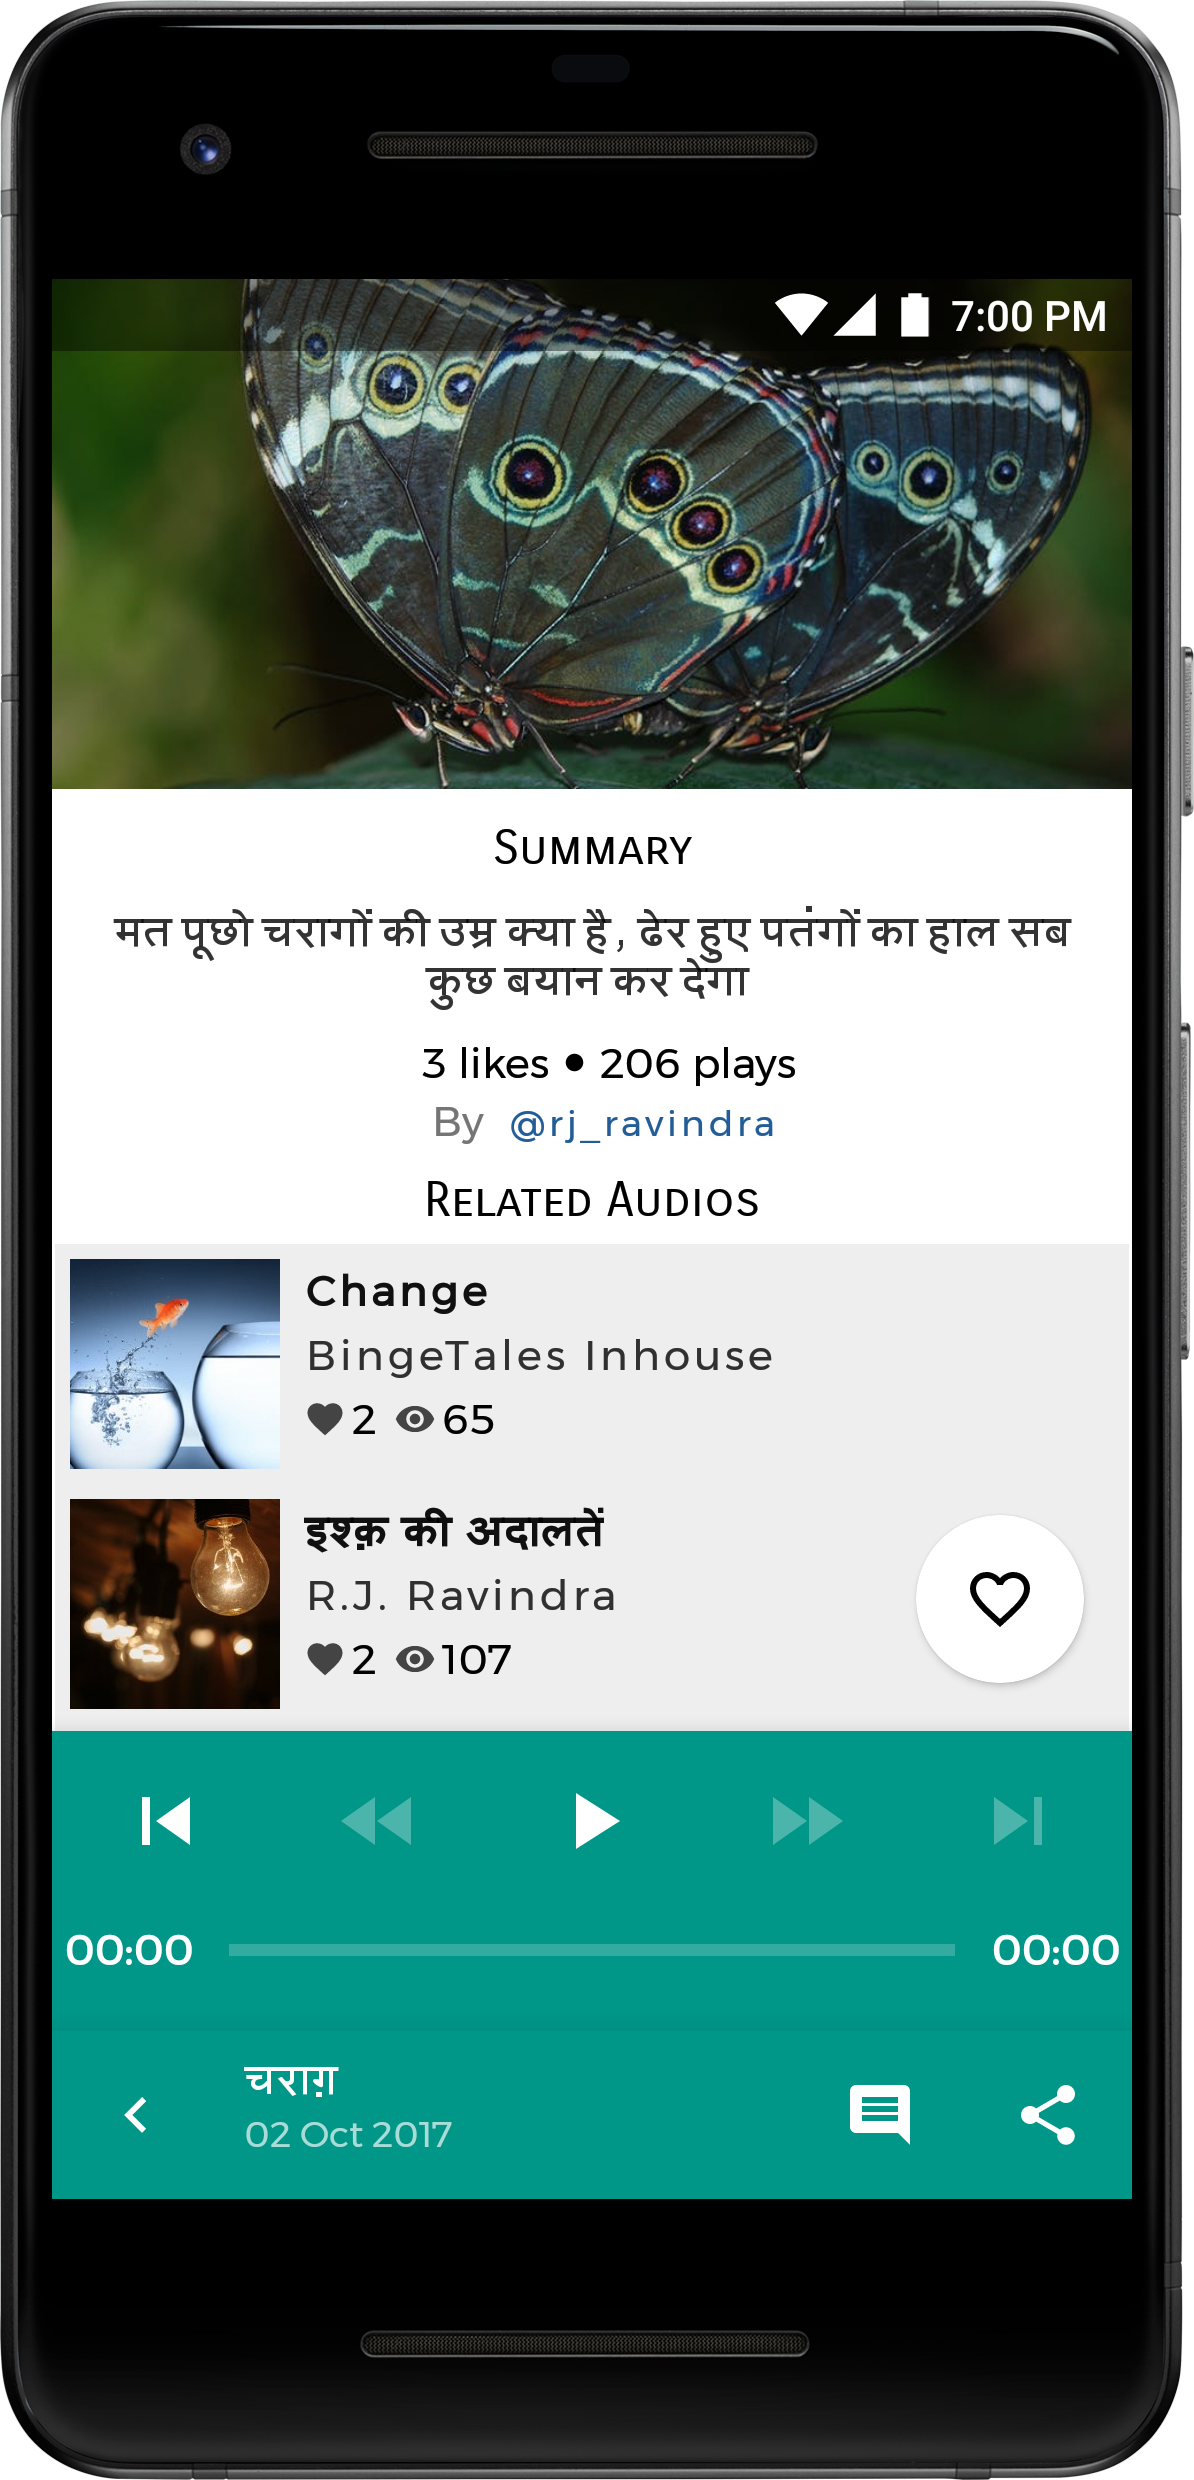 7:00 PM
Summary
मत पूछो चरागों की उम्र क्या है, ढेर हुए पतंगों का हाल सब
कुछ बयान कर देगा
3 likes • 206 plays
By @rj_ravindra
Related Audios
Change
BingeTales Inhouse
2 65
इश्क़ की अदालतें
R.J. Ravindra
2 107
00:00 00:00
चराग़
02 Oct 2017